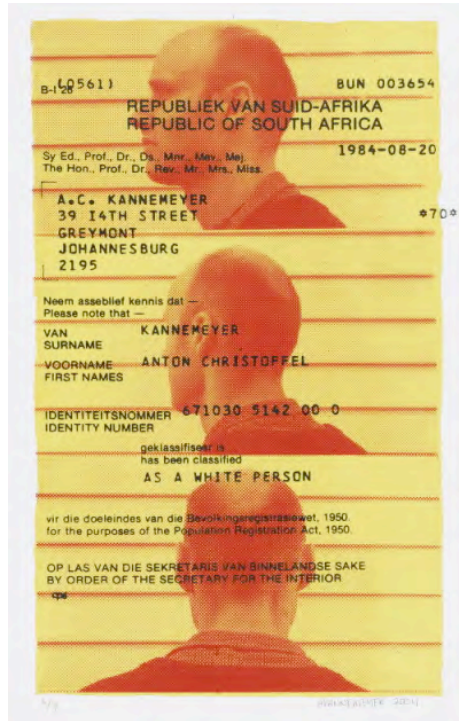 B-I 28 (0561) BUN 003654
REPUBLIEK VAN SUID-AFRIKA
REPUBLIC OF SOUTH AFRICA
1984-08-20
Sy Ed., Prof., Dr., Ds., Mnr., Mev., Mej.
The Hon., Prof., Dr., Rev., Mr., Mrs., Miss.
A.C. KANNEMEYER
39 14TH STREET *70*
GREYMONT
JOHANNESBURG
2195
Neem asseblief kennis dat —
Please note that —
VAN KANNEMEYER
SURNAME
VOORNAME ANTON CHRISTOFFEL
FIRST NAMES
IDENTITEITSNOMMER 671030 5142 00 0
IDENTITY NUMBER
geklassifiseer is
has been classified
AS A WHITE PERSON
vir die doeleindes van die Bevolkingsregistrasiewet, 1950.
for the purposes of the Population Registration Act, 1950.
OP LAS VAN DIE SEKRETARIS VAN BINNELANDSE SAKE
BY ORDER OF THE SECRETARY FOR THE INTERIOR
cps